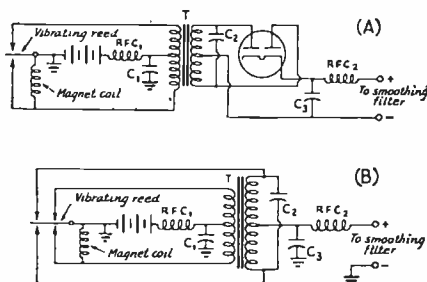 (A)
T
C2
Vibrating reed
RFC1
C1
Magnet coil
RFC2
+
C3
To smoothing
filter
-
(B)
T
C2
Vibrating reed
RFC1
RFC2
+
C1
C3
To smoothing
filter
Magnet coil
-